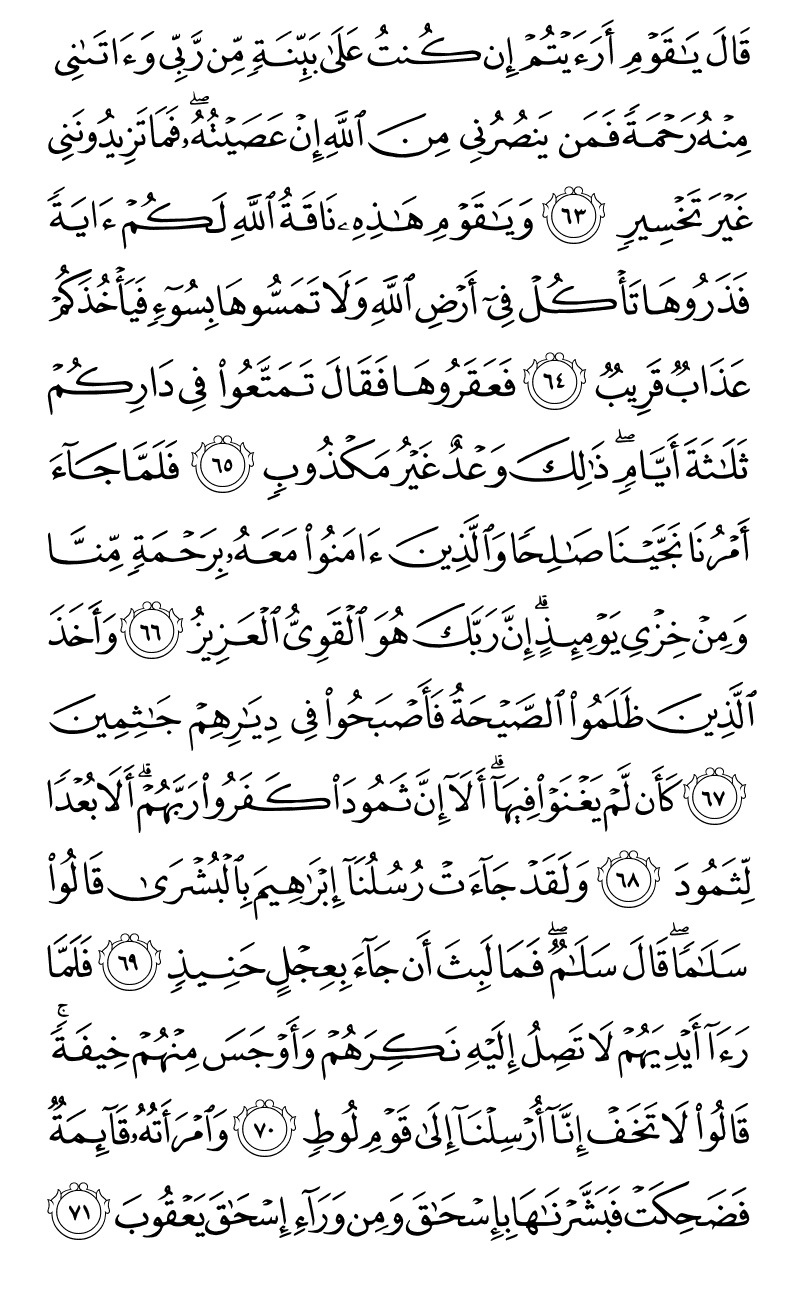 قَالَ يَٰقَوْمِ أَرَءَيْتُمْ إِن كُنتُ عَلَىٰ بَيِّنَةٍ مِّن رَّبِّى وَءَاتَىٰنِى
مِنْهُ رَحْمَةً فَمَن يَنصُرُنِى مِنَ ٱللَّهِ إِنْ عَصَيْتُهُۥ ۖ فَمَا تَزِيدُونَنِى
غَيْرَ تَخْسِيرٍ ٦٣ وَيَٰقَوْمِ هَٰذِهِۦ نَاقَةُ ٱللَّهِ لَكُمْ ءَايَةً
فَذَرُوهَا تَأْكُلْ فِىٓ أَرْضِ ٱللَّهِ وَلَا تَمَسُّوهَا بِسُوٓءٍ فَيَأْخُذَكُمْ
عَذَابٌ قَرِيبٌ ٦٤ فَعَقَرُوهَا فَقَالَ تَمَتَّعُوا۟ فِى دَارِكُمْ
ثَلَٰثَةَ أَيَّامٍ ۖ ذَٰلِكَ وَعْدٌ غَيْرُ مَكْذُوبٍ ٦٥ فَلَمَّا جَآءَ
أَمْرُنَا نَجَّيْنَا صَٰلِحًا وَٱلَّذِينَ ءَامَنُوا۟ مَعَهُۥ بِرَحْمَةٍ مِّنَّا
وَمِنْ خِزْىِ يَوْمِئِذٍ ۗ إِنَّ رَبَّكَ هُوَ ٱلْقَوِىُّ ٱلْعَزِيزُ ٦٦ وَأَخَذَ
ٱلَّذِينَ ظَلَمُوا۟ ٱلصَّيْحَةُ فَأَصْبَحُوا۟ فِى دِيَٰرِهِمْ جَٰثِمِينَ
٦٧ كَأَن لَّمْ يَغْنَوْا۟ فِيهَآ ۗ أَلَآ إِنَّ ثَمُودَا۟ كَفَرُوا۟ رَبَّهُمْ ۗ أَلَا بُعْدًا
لِّثَمُودَ ٦٨ وَلَقَدْ جَآءَتْ رُسُلُنَآ إِبْرَٰهِيمَ بِٱلْبُشْرَىٰ قَالُوا۟
سَلَٰمًا ۖ قَالَ سَلَٰمٌ ۖ فَمَا لَبِثَ أَن جَآءَ بِعِجْلٍ حَنِيذٍ ٦٩ فَلَمَّا
رَءَآ أَيْدِيَهُمْ لَا تَصِلُ إِلَيْهِ نَكِرَهُمْ وَأَوْجَسَ مِنْهُمْ خِيفَةً ۚ
قَالُوا۟ لَا تَخَفْ إِنَّآ أُرْسِلْنَآ إِلَىٰ قَوْمِ لُوطٍ ٧٠ وَٱمْرَأَتُهُۥ قَآئِمَةٌ
فَضَحِكَتْ فَبَشَّرْنَٰهَا بِإِسْحَٰقَ وَمِن وَرَآءِ إِسْحَٰقَ يَعْقُوبَ ٧١